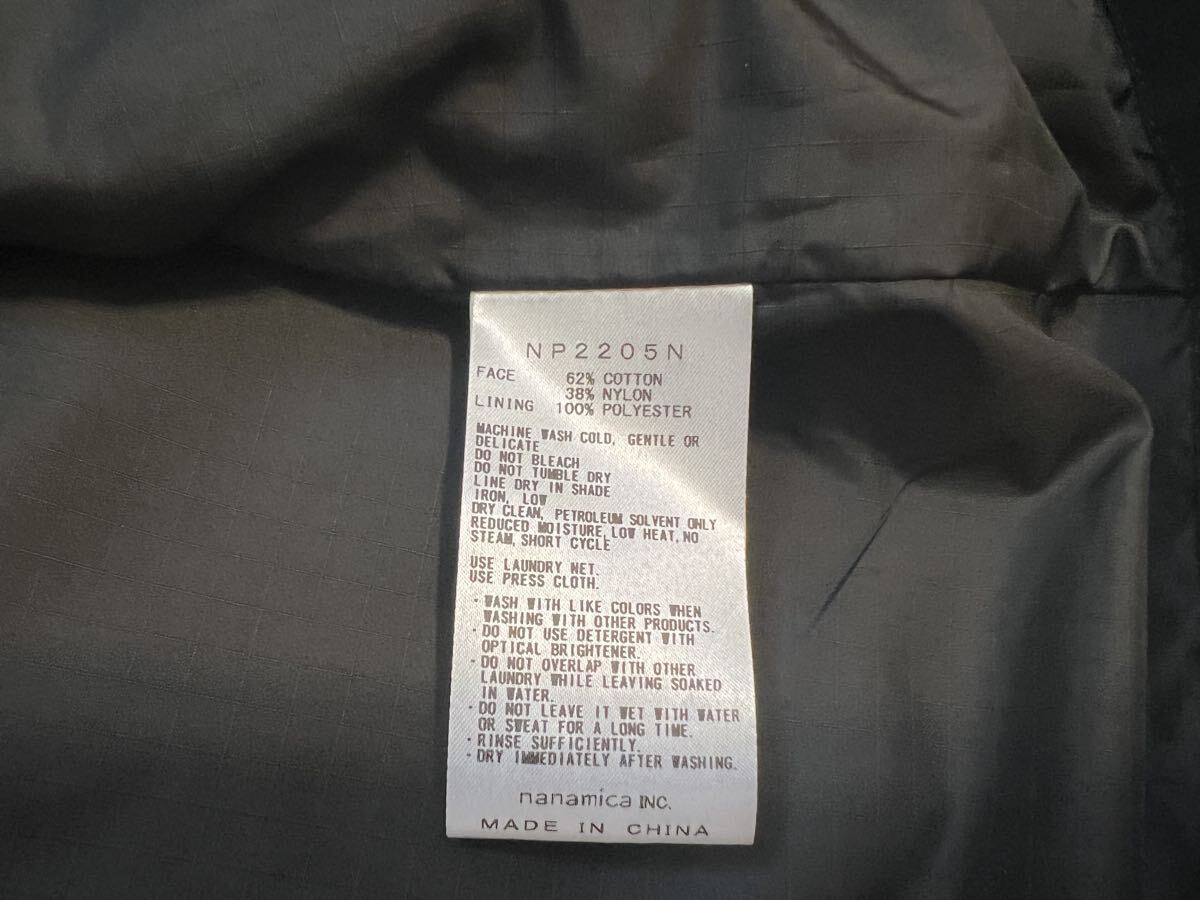 NP2205N
FACE 62% COTTON
38% NYLON
LINING 100% POLYESTER
MACHINE WASH COLD, GENTLE OR
DELICATE
DO NOT BLEACH
DO NOT TUMBLE DRY
LINE DRY IN SHADE
IRON, LOW
DRY CLEAN, PETROLEUM SOLVENT ONLY
REDUCED MOISTURE, LOW HEAT, NO
STEAM, SHORT CYCLE
USE LAUNDRY NET.
USE PRESS CLOTH.
・WASH WITH LIKE COLORS WHEN
WASHING WITH OTHER PRODUCTS.
・DO NOT USE DETERGENT WITH
OPTICAL BRIGHTENER.
・DO NOT OVERLAP WITH OTHER
LAUNDRY WHILE LEAVING SOAKED
IN WATER.
・DO NOT LEAVE IT WET WITH WATER
OR SWEAT FOR A LONG TIME.
・RINSE SUFFICIENTLY.
・DRY IMMEDIATELY AFTER WASHING.
nanamica INC.
MADE IN CHINA